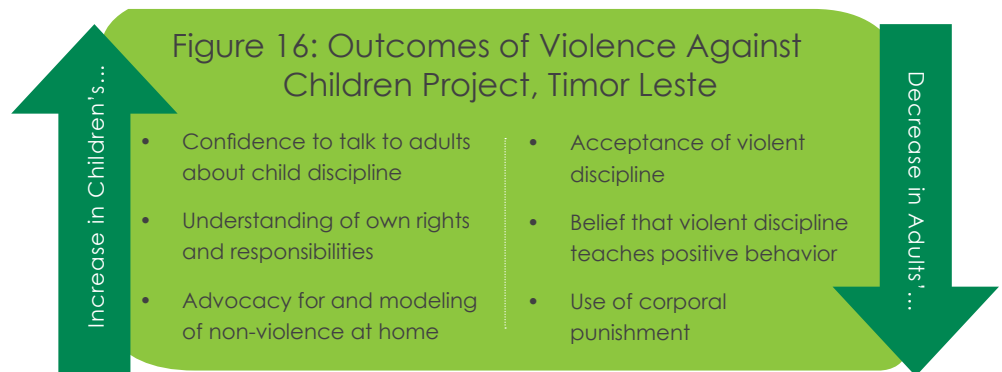 Figure 16: Outcomes of Violence Against
Children Project, Timor Leste
Increase in Children's...
• Confidence to talk to adults
about child discipline
• Understanding of own rights
and responsibilities
• Advocacy for and modeling
of non-violence at home
• Acceptance of violent
discipline
• Belief that violent discipline
teaches positive behavior
• Use of corporal
punishment
Decrease in Adults'...